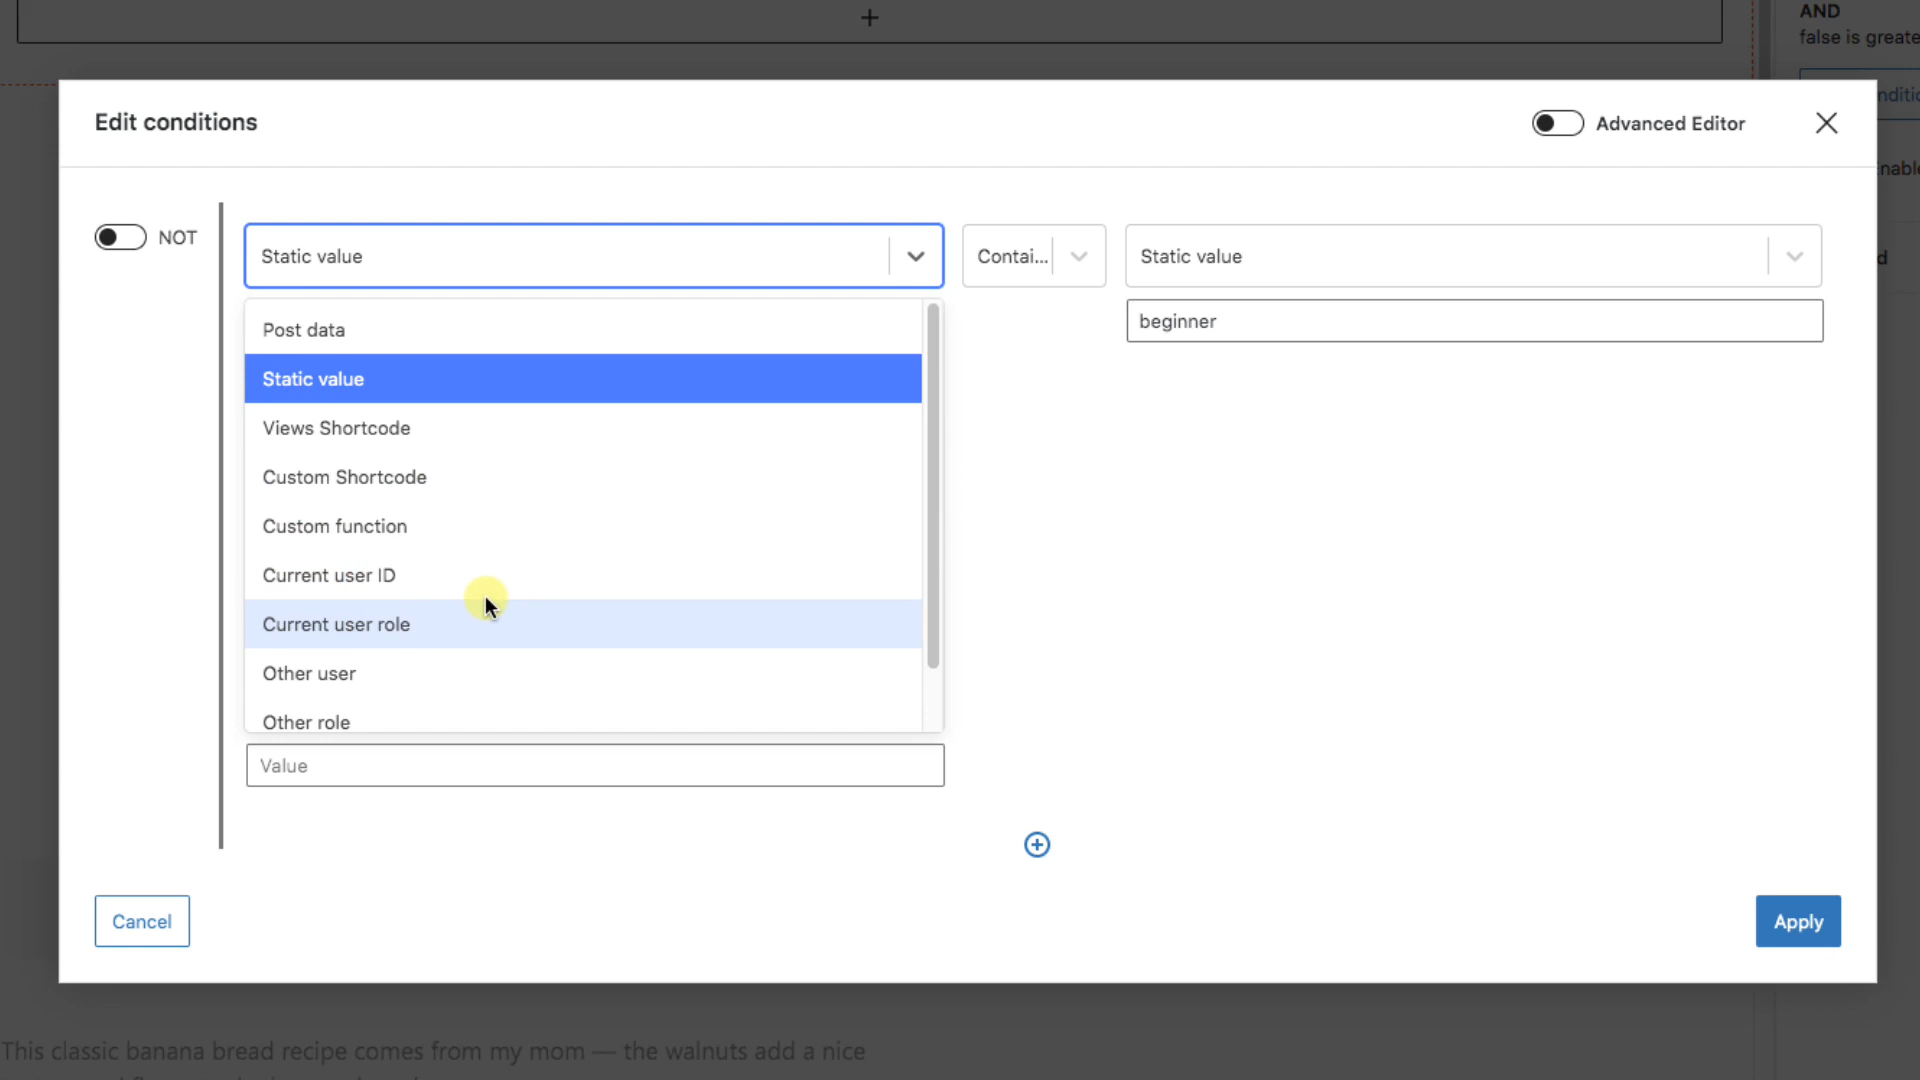 AND
false is greate
Edit conditions
Advanced Editor
NOT
Static value
Contai...
Static value
beginner
Post data
Static value
Views Shortcode
Custom Shortcode
Custom function
Current user ID
Current user role
Other user
Other role
Value
Cancel
Apply
This classic banana bread recipe comes from my mom — the walnuts add a nice